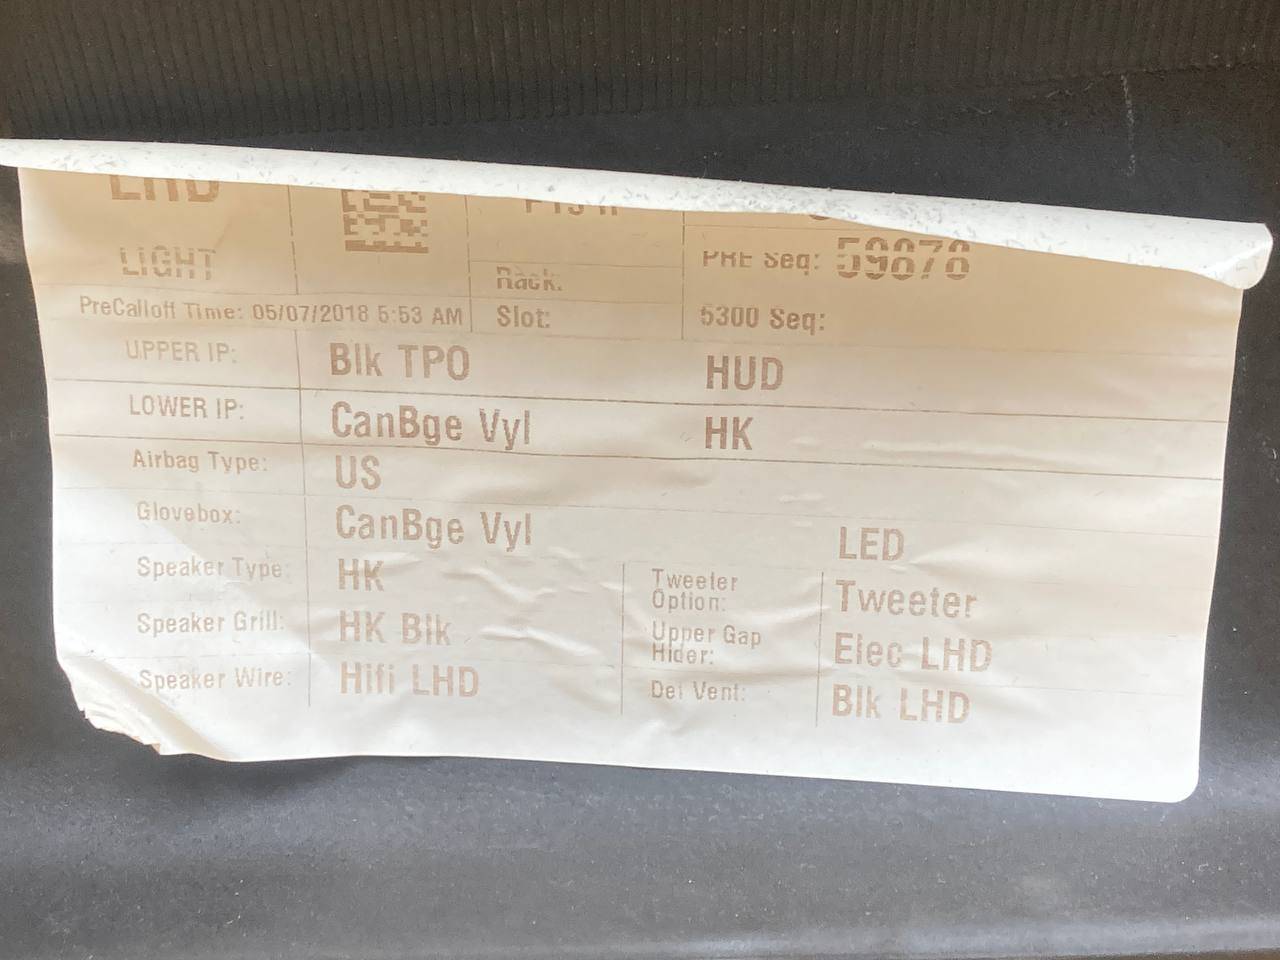 LHD
LIGHT
Rack:
PRE Seq: 59878
PreCalloff Time: 05/07/2018 5:53 AM
Slot:
5300 Seq:
UPPER IP: Blk TPO HUD
LOWER IP: CanBge Vyl HK
Airbag Type: US
Glovebox: CanBge Vyl LED
Speaker Type: HK Tweeter Option: Tweeter
Speaker Grill: HK Blk Upper Gap Hider: Elec LHD
Speaker Wire: Hifi LHD Def Vent: Blk LHD